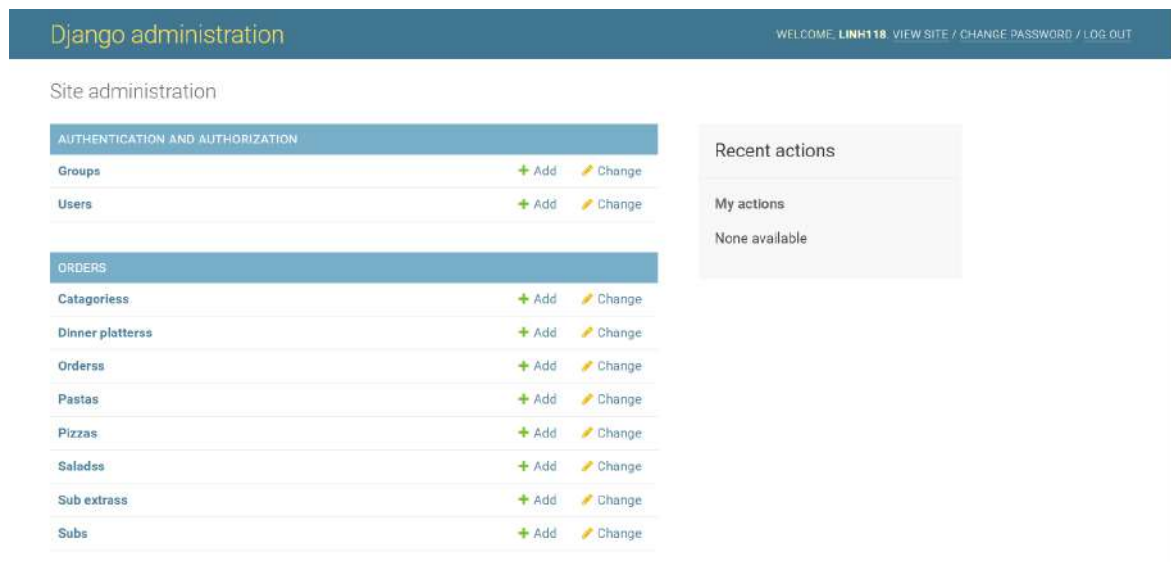 Django administration
WELCOME, LINH118. VIEW SITE / CHANGE PASSWORD / LOG OUT
Site administration
AUTHENTICATION AND AUTHORIZATION
Groups + Add Change
Users + Add Change
Recent actions
My actions
None available
ORDERS
Catagoriess + Add Change
Dinner platterss + Add Change
Orderss + Add Change
Pastas + Add Change
Pizzas + Add Change
Saladss + Add Change
Sub extrass + Add Change
Subs + Add Change